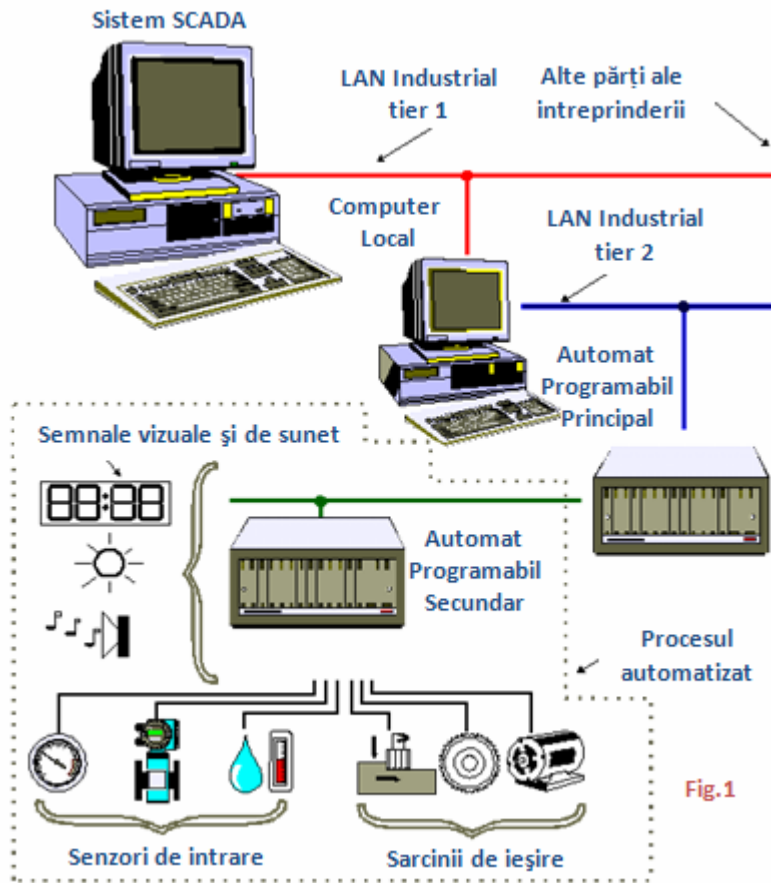 Sistem SCADA
LAN Industrial
tier 1
Alte părți ale
intreprinderii
Computer
Local
LAN Industrial
tier 2
Automat
Programabil
Principal
Semnale vizuale şi de sunet
88:88
Automat
Programabil
Secundar
Procesul
automatizat
Fig.1
Senzori de intrare
Sarcinii de ieşire